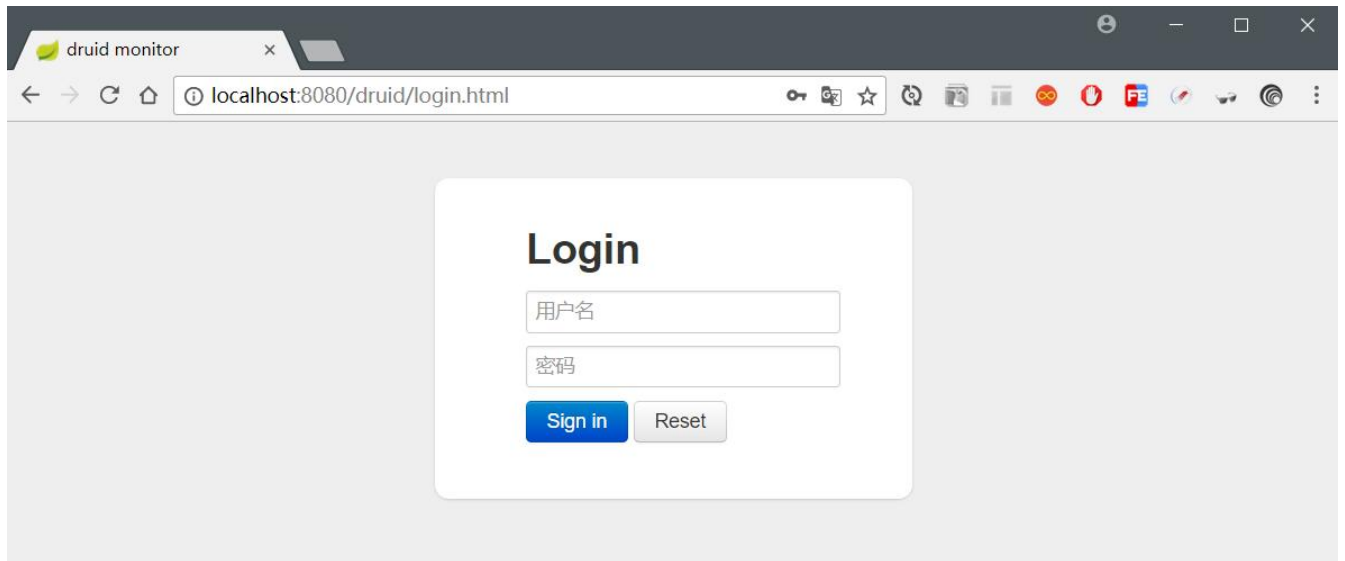 druid monitor
localhost:8080/druid/login.html
Login
用户名
密码
Sign in Reset